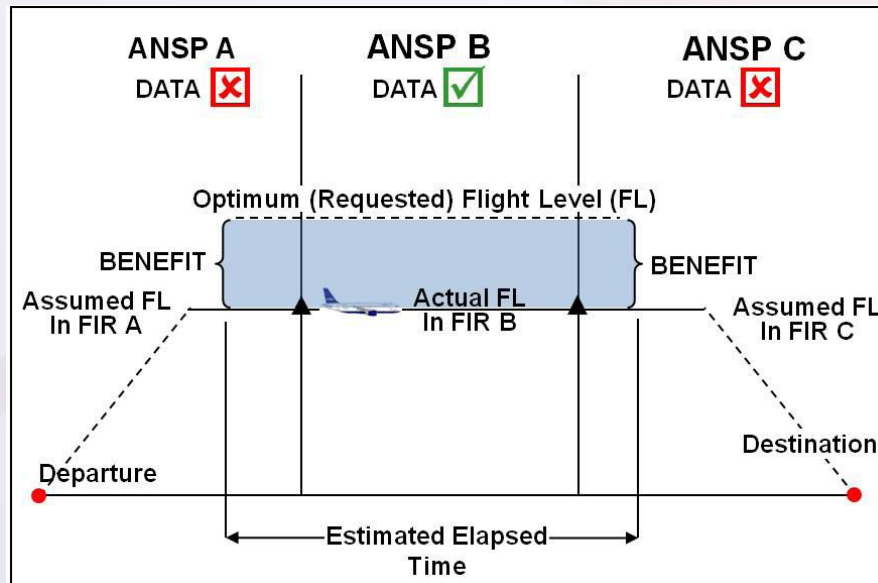 ANSP A
DATA
ANSP B
DATA
ANSP C
DATA
Optimum (Requested) Flight Level (FL)
BENEFIT
BENEFIT
Assumed FL
In FIR A
Actual FL
In FIR B
Assumed FL
In FIR C
Departure
Destination
Estimated Elapsed
Time